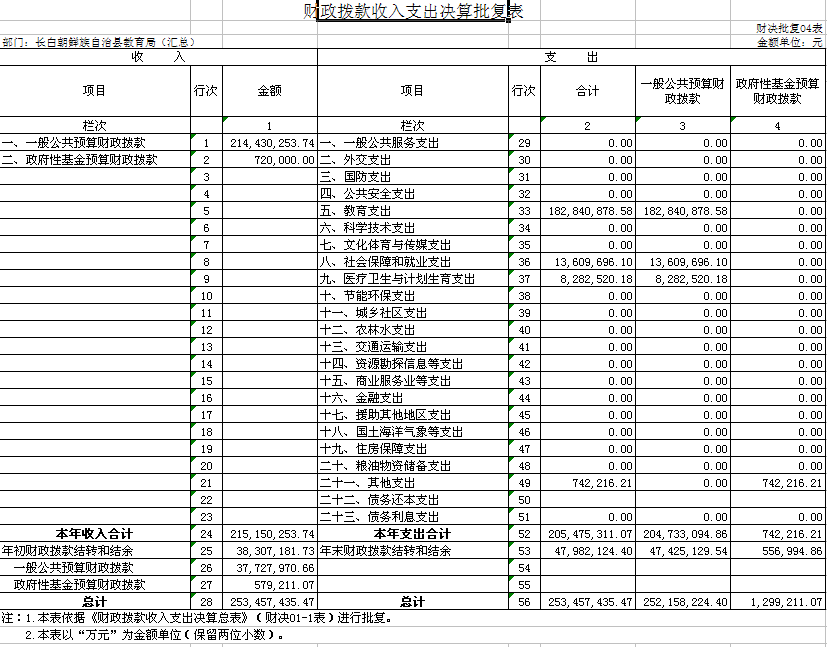 财政拨款收入支出决算批复表
财决批复04表
部门：长白朝鲜族自治县教育局（汇总） 金额单位：元
收 入 支 出
项目 行次 金额 项目 行次 合计 一般公共预算财政拨款 政府性基金预算财政拨款
栏次 1 栏次 2 3 4
一、一般公共预算财政拨款 1 214,430,253.74 一、一般公共服务支出 29 0.00 0.00 0.00
二、政府性基金预算财政拨款 2 720,000.00 二、外交支出 30 0.00 0.00 0.00
3 三、国防支出 31 0.00 0.00 0.00
4 四、公共安全支出 32 0.00 0.00 0.00
5 五、教育支出 33 182,840,878.58 182,840,878.58 0.00
6 六、科学技术支出 34 0.00 0.00 0.00
7 七、文化体育与传媒支出 35 0.00 0.00 0.00
8 八、社会保障和就业支出 36 13,609,696.10 13,609,696.10 0.00
9 九、医疗卫生与计划生育支出 37 8,282,520.18 8,282,520.18 0.00
10 十、节能环保支出 38 0.00 0.00 0.00
11 十一、城乡社区支出 39 0.00 0.00 0.00
12 十二、农林水支出 40 0.00 0.00 0.00
13 十三、交通运输支出 41 0.00 0.00 0.00
14 十四、资源勘探信息等支出 42 0.00 0.00 0.00
15 十五、商业服务业等支出 43 0.00 0.00 0.00
16 十六、金融支出 44 0.00 0.00 0.00
17 十七、援助其他地区支出 45 0.00 0.00 0.00
18 十八、国土海洋气象等支出 46 0.00 0.00 0.00
19 十九、住房保障支出 47 0.00 0.00 0.00
20 二十、粮油物资储备支出 48 0.00 0.00 0.00
21 二十一、其他支出 49 742,216.21 0.00 742,216.21
22 二十二、债务还本支出 50
23 二十三、债务利息支出 51 0.00 0.00 0.00
本年收入合计 24 215,150,253.74 本年支出合计 52 205,475,311.07 204,733,094.86 742,216.21
年初财政拨款结转和结余 25 38,307,181.73 年末财政拨款结转和结余 53 47,982,124.40 47,425,129.54 556,994.86
一般公共预算财政拨款 26 37,727,970.66 54
政府性基金预算财政拨款 27 579,211.07 55
总计 28 253,457,435.47 总计 56 253,457,435.47 252,158,224.40 1,299,211.07
注：1.本表依据《财政拨款收入支出决算总表》（财决01-1表）进行批复。
2.本表以“万元”为金额单位（保留两位小数）。